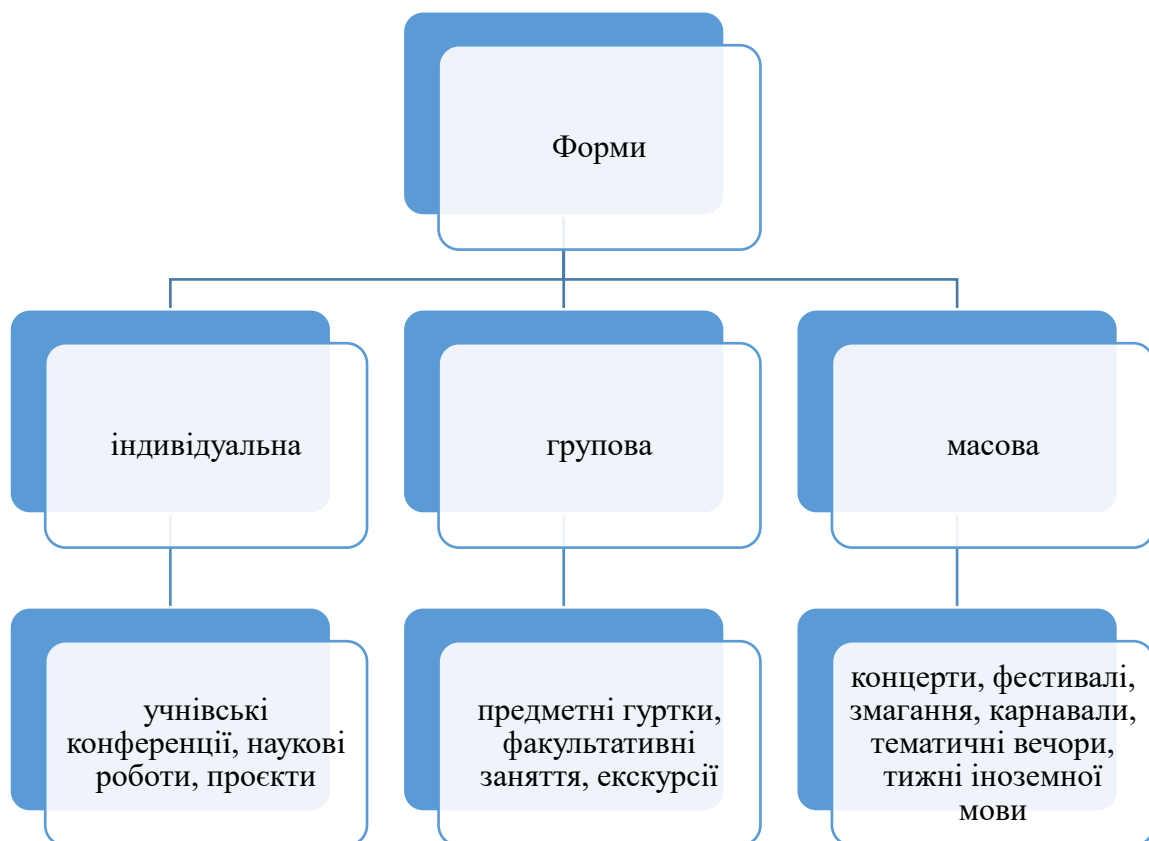 Форми
індивідуальна
групова
масова
учнівські
конференції, наукові
роботи, проєкти
предметні гуртки,
факультативні
заняття, екскурсії
концерти, фестивалі,
змагання, карнавали,
тематичні вечори,
тижні іноземної
мови